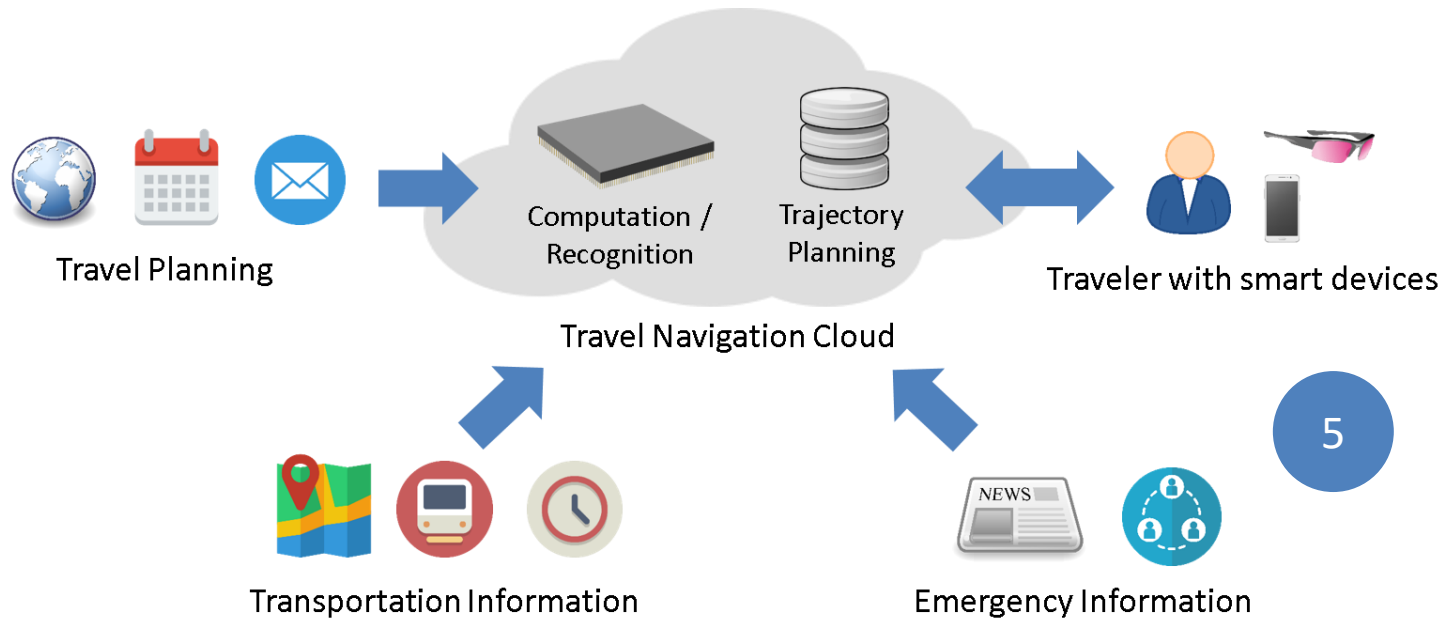 Computation /
Recognition
Trajectory
Planning
Travel Planning
Traveler with smart devices
Travel Navigation Cloud
5
NEWS
Transportation Information
Emergency Information